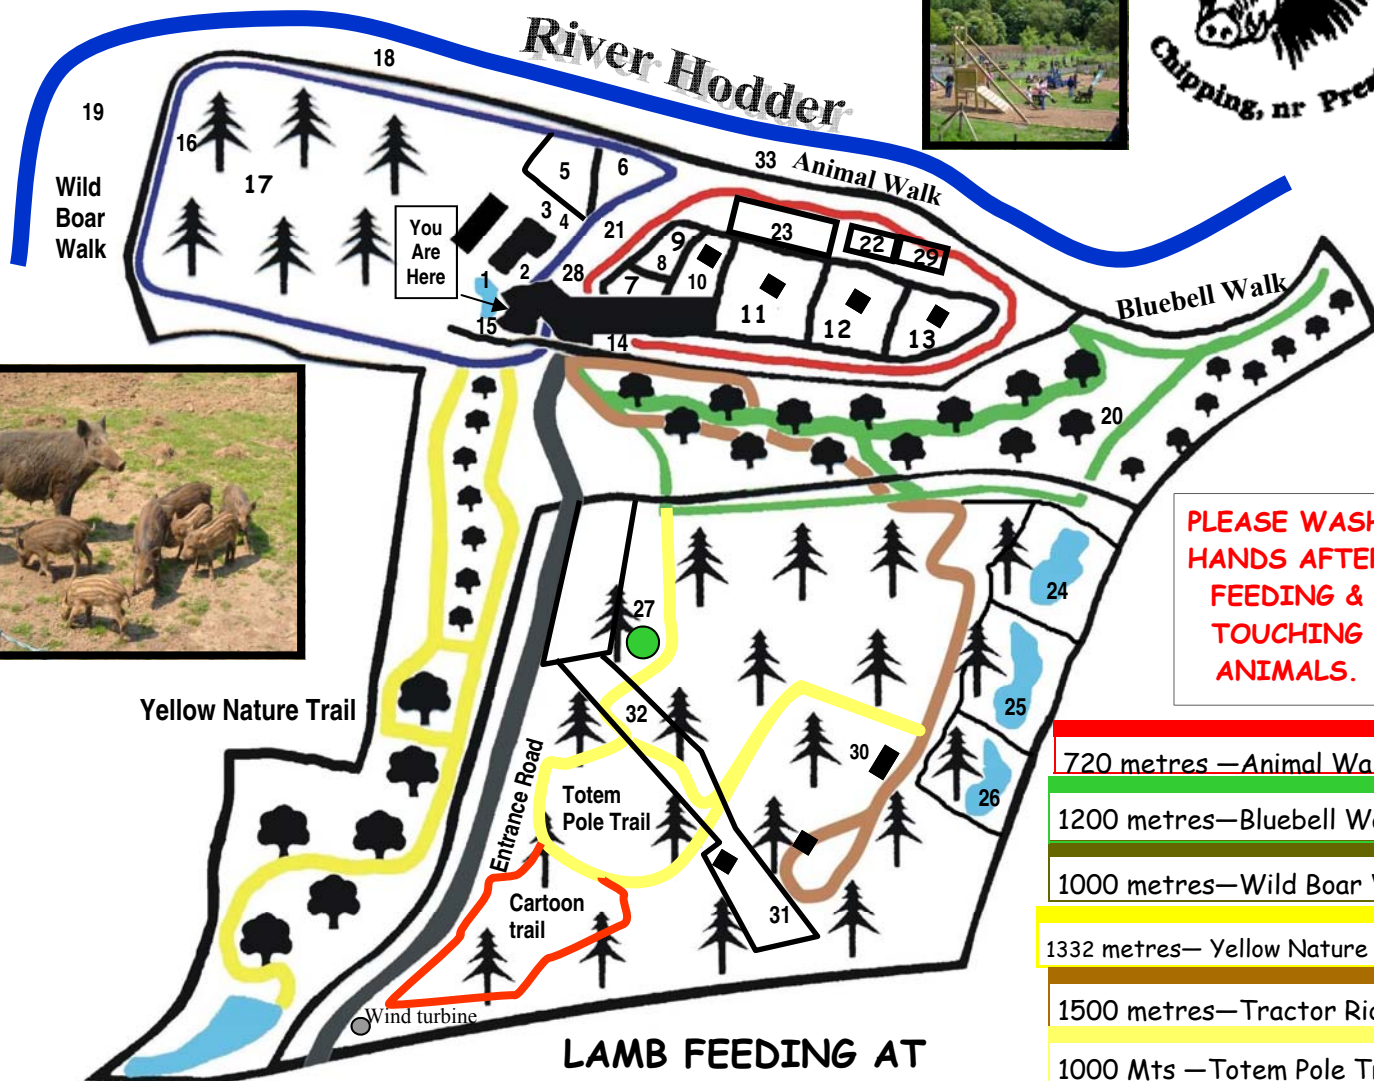 River Hodder
Chipping, nr
18
19
16
17
Wild
Boar
Walk
5
6
3
4
33 Animal Walk
You
Are
Here
21
23
22
29
9
8
7
10
28
2
1
15
14
11
12
13
Bluebell Walk
20
PLEASE WASH
HANDS AFTER
FEEDING &
TOUCHING
ANIMALS.
24
25
26
27
32
30
31
Yellow Nature Trail
Entrance Road
Totem
Pole Trail
Cartoon
trail
Wind turbine
LAMB FEEDING AT
720 metres —Animal
1200 metres—Bluebell
1000 metres—Wild Boar
1332 metres— Yellow Nature
1500 metres—Tractor
1000 Mts —Totem Pole